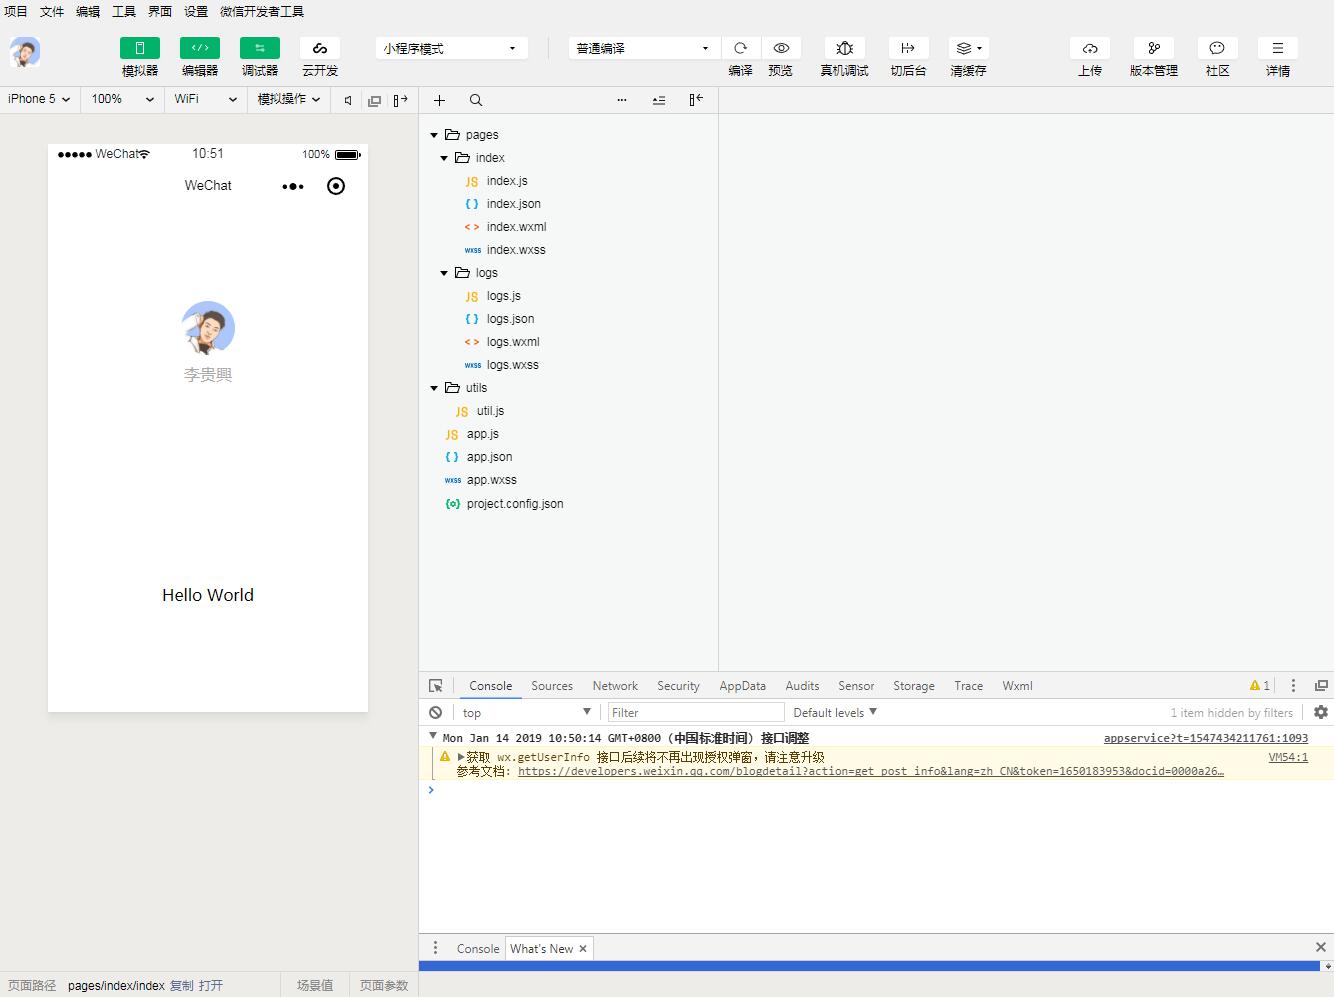 项目 文件 编辑 工具 界面 设置 微信开发者工具
模拟器 编辑器 调试器 云开发 小程序模式 普通编译 编译 预览 真机调试 切后台 清缓存 上传 版本管理 社区 详情
iPhone 5 100% WiFi 模拟操作
WeChat 10:51 100%
WeChat
李贵興
Hello World
pages
index
JS index.js
{ } index.json
< > index.wxml
wxss index.wxss
logs
JS logs.js
{ } logs.json
< > logs.wxml
wxss logs.wxss
utils
JS util.js
JS app.js
{ } app.json
wxss app.wxss
project.config.json
Console Sources Network Security AppData Audits Sensor Storage Trace Wxml 1
top Filter Default levels 1 item hidden by filters
Mon Jan 14 2019 10:50:14 GMT+0800 (中国标准时间) 接口调整 appservice?t=1547434211761:1093
获取 wx.getUserInfo 接口后续将不再出现授权弹窗，请注意升级 VM54:1
参考文档: https://developers.weixin.qq.com/blogdetail?action=get_post_info&lang=zh_CN&token=1650183953&docid=0000a26…
Console What's New
页面路径 pages/index/index 复制 打开 场景值 页面参数